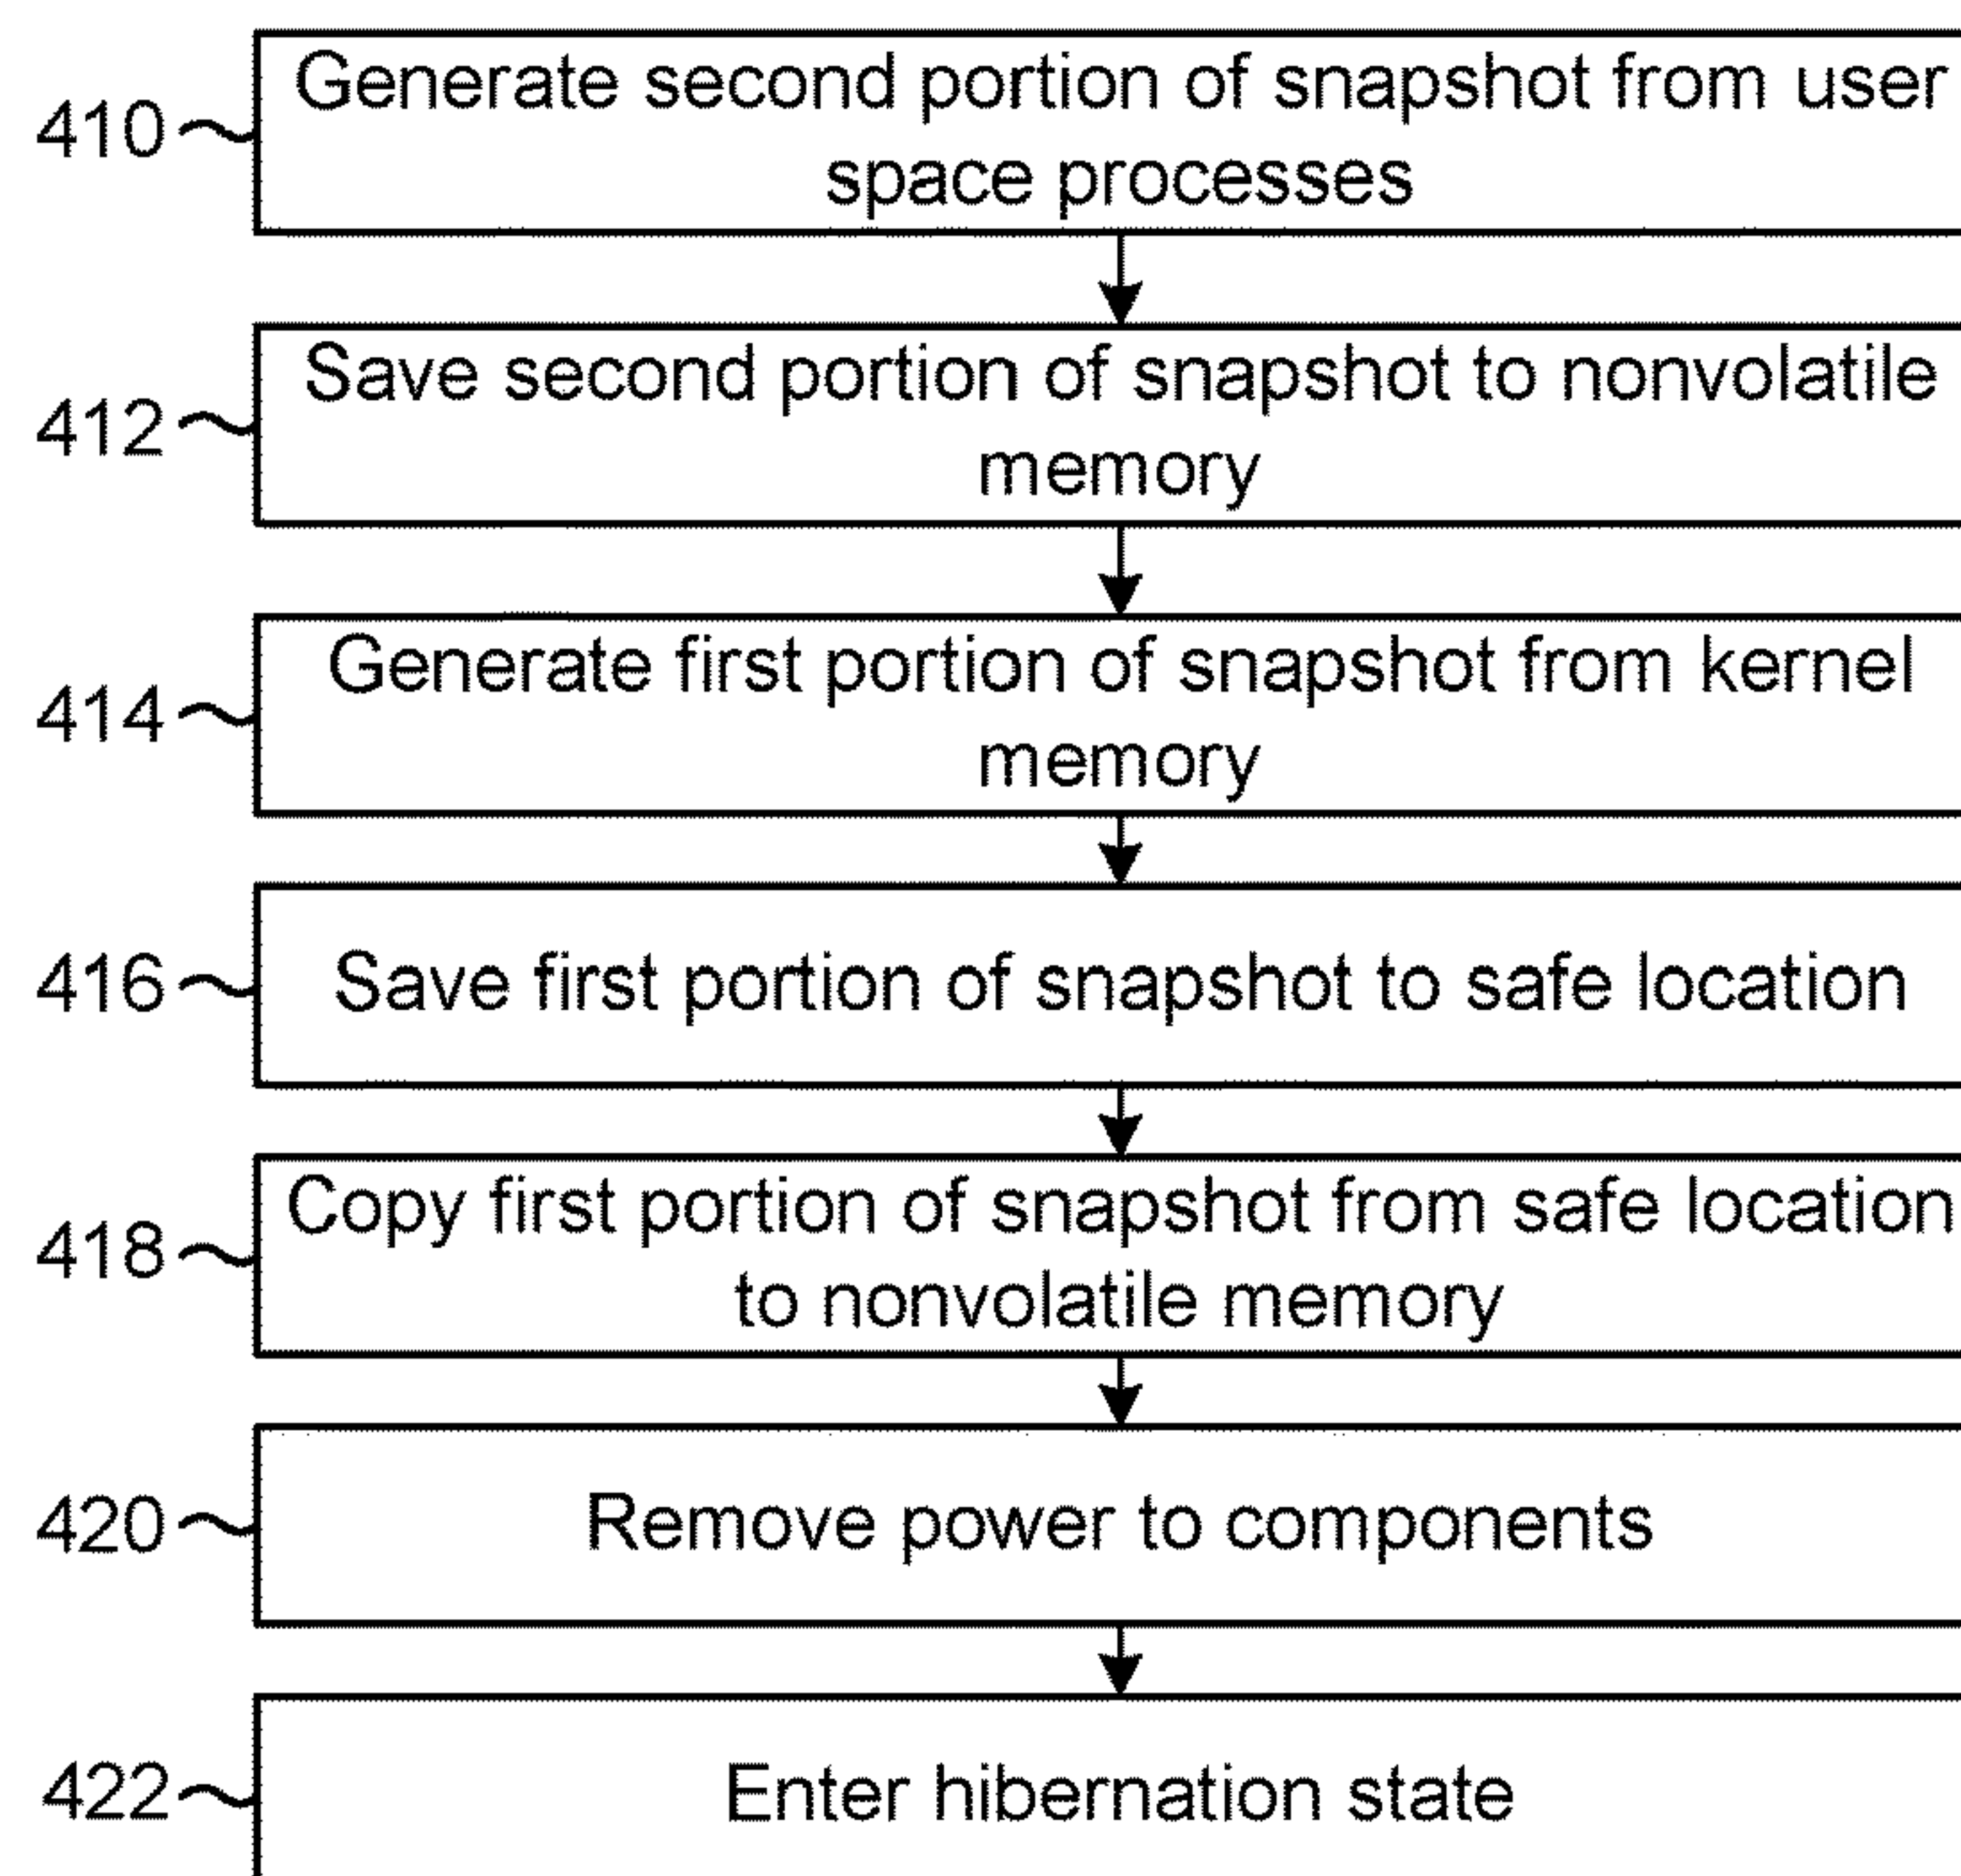 410
Generate second portion of snapshot from user
space processes
412
Save second portion of snapshot to nonvolatile
memory
414
Generate first portion of snapshot from kernel
memory
416
Save first portion of snapshot to safe location
418
Copy first portion of snapshot from safe location
to nonvolatile memory
420
Remove power to components
422
Enter hibernation state